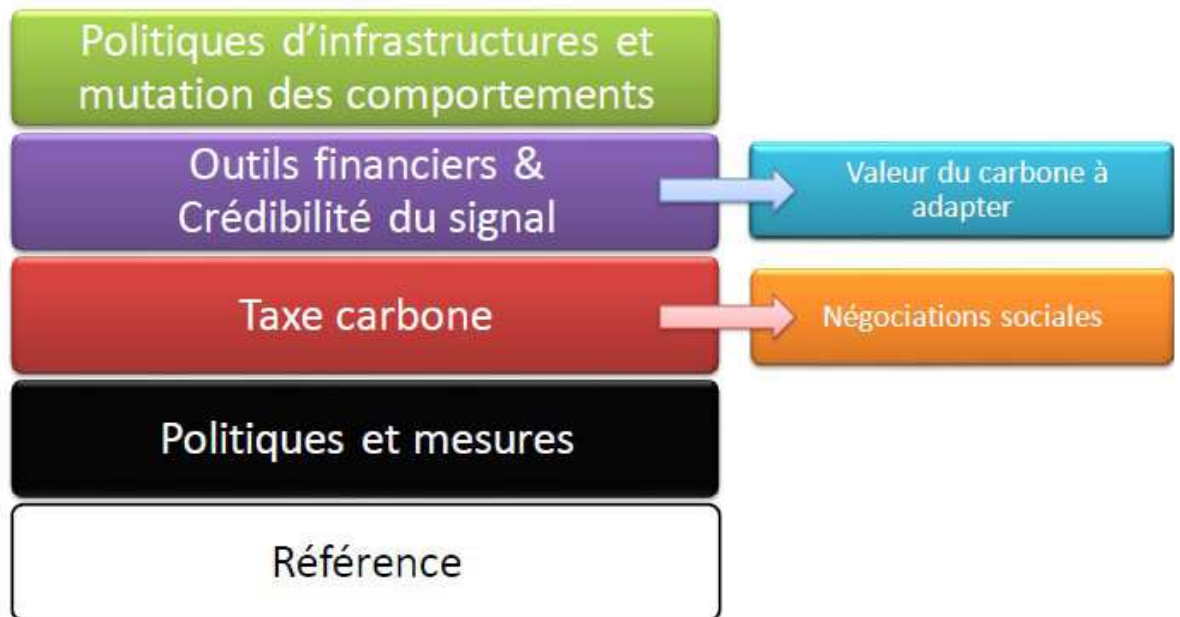 Politiques d’infrastructures et
mutation des comportements
Outils financiers &
Crédibilité du signal
Valeur du carbone à
adapter
Taxe carbone
Négociations sociales
Politiques et mesures
Référence